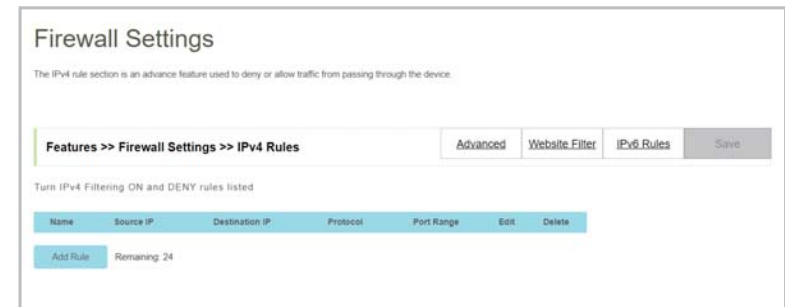 Firewall Settings
The IPv4 rule section is an advance feature used to deny or allow traffic from passing through the device.
Features >> Firewall Settings >> IPv4 Rules
Advanced
Website Filter
IPv6 Rules
Save
Turn IPv4 Filtering ON and DENY rules listed
Name Source IP Destination IP Protocol Port Range Edit Delete
Add Rule Remaining: 24